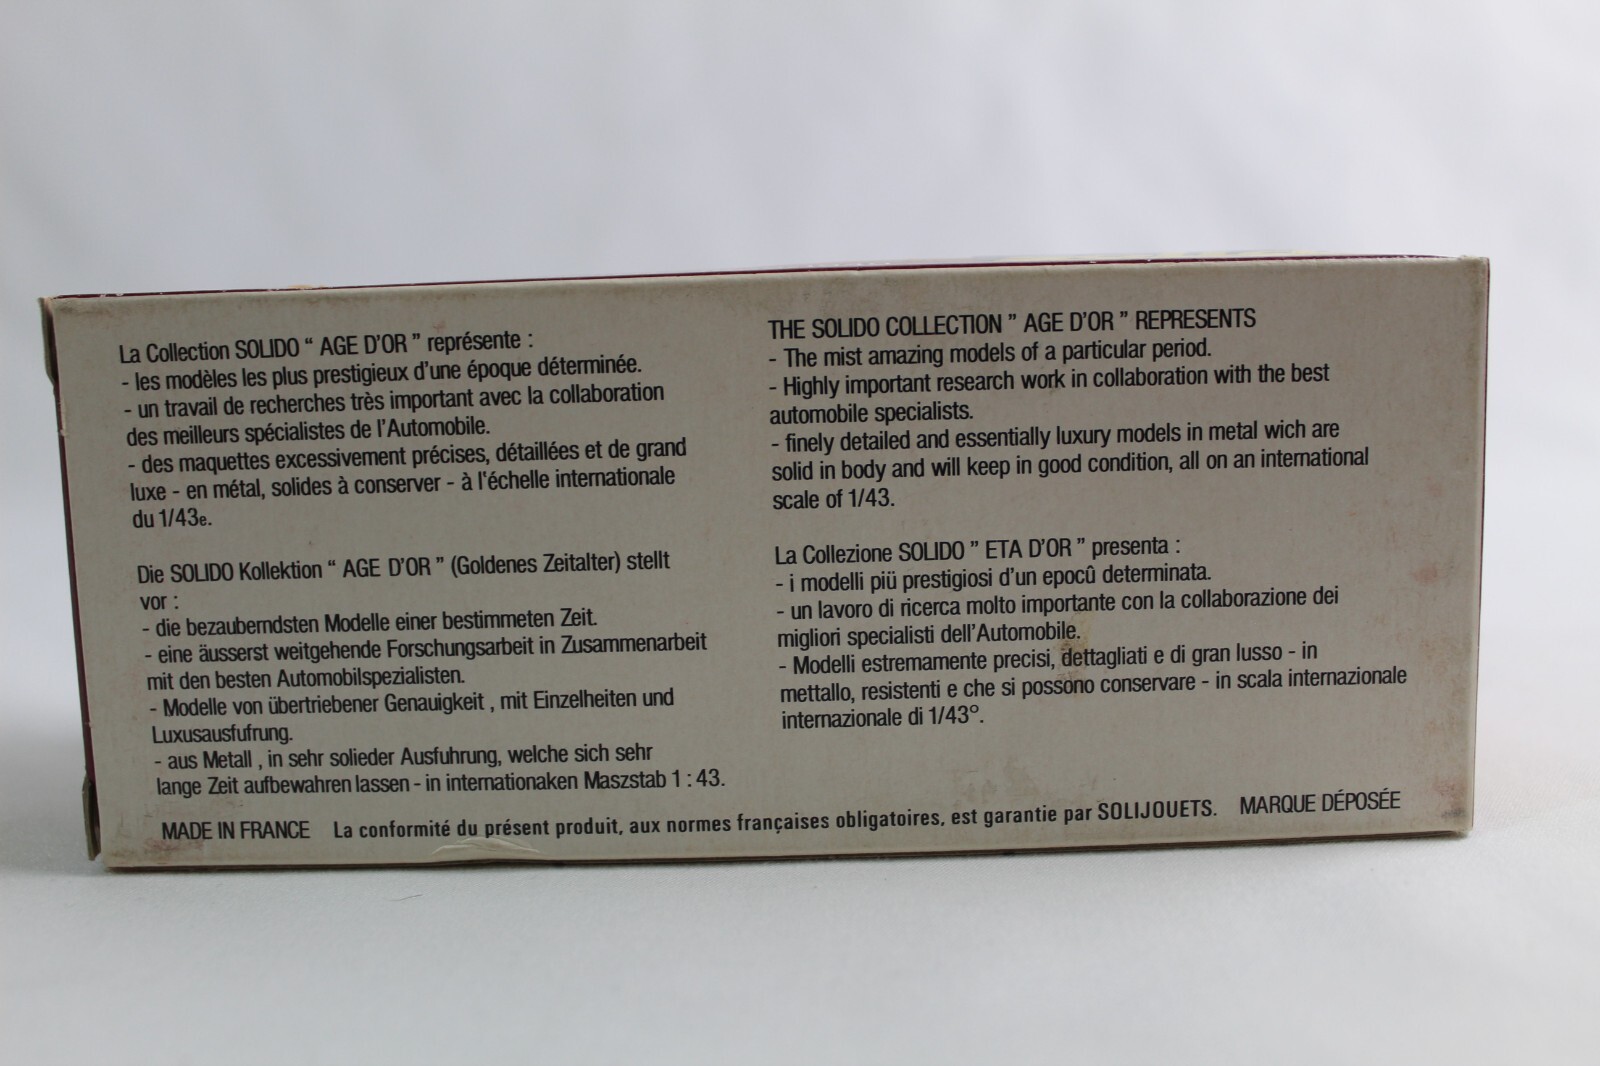 La Collection SOLIDO “ AGE D’OR ” représente :
- les modèles les plus prestigieux d’une époque déterminée.
- un travail de recherches très important avec la collaboration
des meilleurs spécialistes de l’Automobile.
- des maquettes excessivement précises, détaillées et de grand
luxe - en métal, solides à conserver - à l’échelle internationale
du 1/43e.
Die SOLIDO Kollektion “ AGE D’OR ” (Goldenes Zeitalter) stellt
vor :
- die bezauberndsten Modelle einer bestimmeten Zeit.
- eine äusserst weitgehende Forschungsarbeit in Zusammenarbeit
mit den besten Automobilspezialisten.
- Modelle von übertriebener Genauigkeit , mit Einzelheiten und
Luxusausfufrung.
- aus Metall , in sehr solieder Ausfuhrung, welche sich sehr
lange Zeit aufbewahren lassen - in internationaken Maszstab 1 : 43.
THE SOLIDO COLLECTION ” AGE D’OR ” REPRESENTS
- The mist amazing models of a particular period.
- Highly important research work in collaboration with the best
automobile specialists.
- finely detailed and essentially luxury models in metal wich are
solid in body and will keep in good condition, all on an international
scale of 1/43.
La Collezione SOLIDO ” ETA D’OR ” presenta :
- i modelli piü prestigiosi d’un epocû determinata.
- un lavoro di ricerca molto importante con la collaborazione dei
migliori specialisti dell’Automobile.
- Modelli estremamente precisi, dettagliati e di gran lusso - in
mettallo, resistenti e che si possono conservare - in scala internazionale
internazionale di 1/43°.
MADE IN FRANCE La conformité du présent produit, aux normes françaises obligatoires, est garantie par SOLIJOUETS. MARQUE DÉPOSÉE